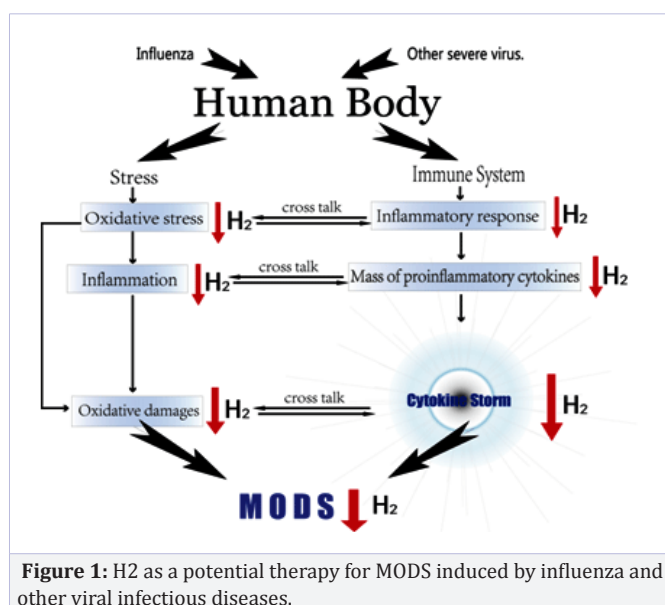 Influenza
Other severe virus.
Human Body
Stress
Immune System
Oxidative stress
H2
cross talk
Inflammatory response
H2
Inflammation
H2
cross talk
Mass of proinflammatory cytokines
H2
Oxidative damages
H2
cross talk
Cytokine Storm
H2
MODS
H2
Figure 1: H2 as a potential therapy for MODS induced by influenza and
other viral infectious diseases.